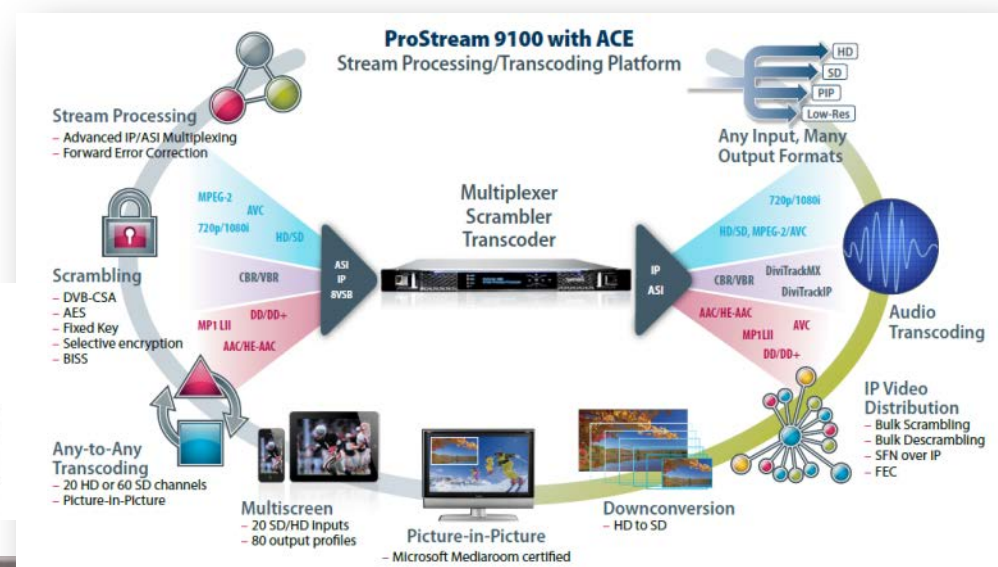 ProStream 9100 with ACE
Stream Processing/Transcoding Platform
HD
SD
PIP
Low-Res
Any Input, Many
Output Formats
Stream Processing
– Advanced IP/ASI Multiplexing
– Forward Error Correction
MPEG-2
AVC
720p/1080i
HD/SD
CBR/VBR
DD/DD+
MP1 LII
AAC/HE-AAC
ASI
IP
8VSB
Multiplexer
Scrambler
Transcoder
IP
ASI
720p/1080i
HD/SD, MPEG-2/AVC
CBR/VBR
DiviTrackMX
DiviTrackIP
AAC/HE-AAC
MP1LII
AVC
DD/DD+
Scrambling
– DVB-CSA
– AES
– Fixed Key
– Selective encryption
– BISS
Audio
Transcoding
IP Video
Distribution
– Bulk Scrambling
– Bulk Descrambling
– SFN over IP
– FEC
Any-to-Any
Transcoding
– 20 HD or 60 SD channels
– Picture-in-Picture
Multiscreen
– 20 SD/HD Inputs
– 80 output profiles
Picture-in-Picture
– Microsoft Mediaroom certified
Downconversion
– HD to SD